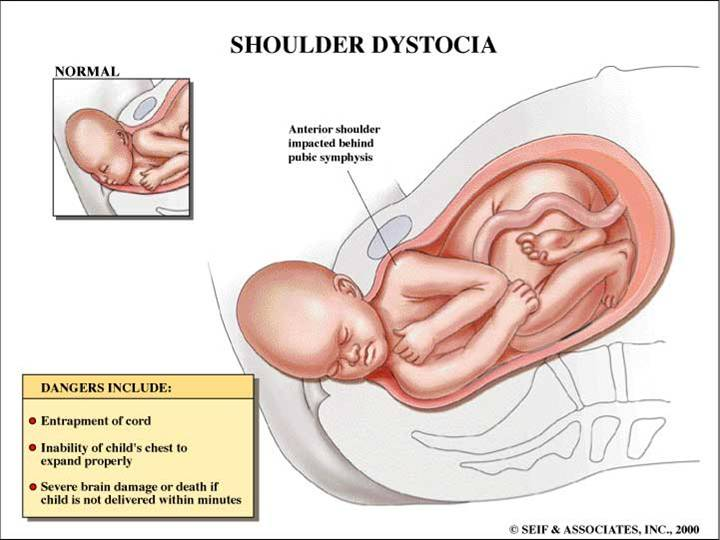 SHOULDER DYSTOCIA
NORMAL
Anterior shoulder
impacted behind
pubic symphysis
DANGERS INCLUDE:
Entrapment of cord
Inability of child's chest to
expand properly
Severe brain damage or death if
child is not delivered within minutes
© SEIF & ASSOCIATES, INC., 2000